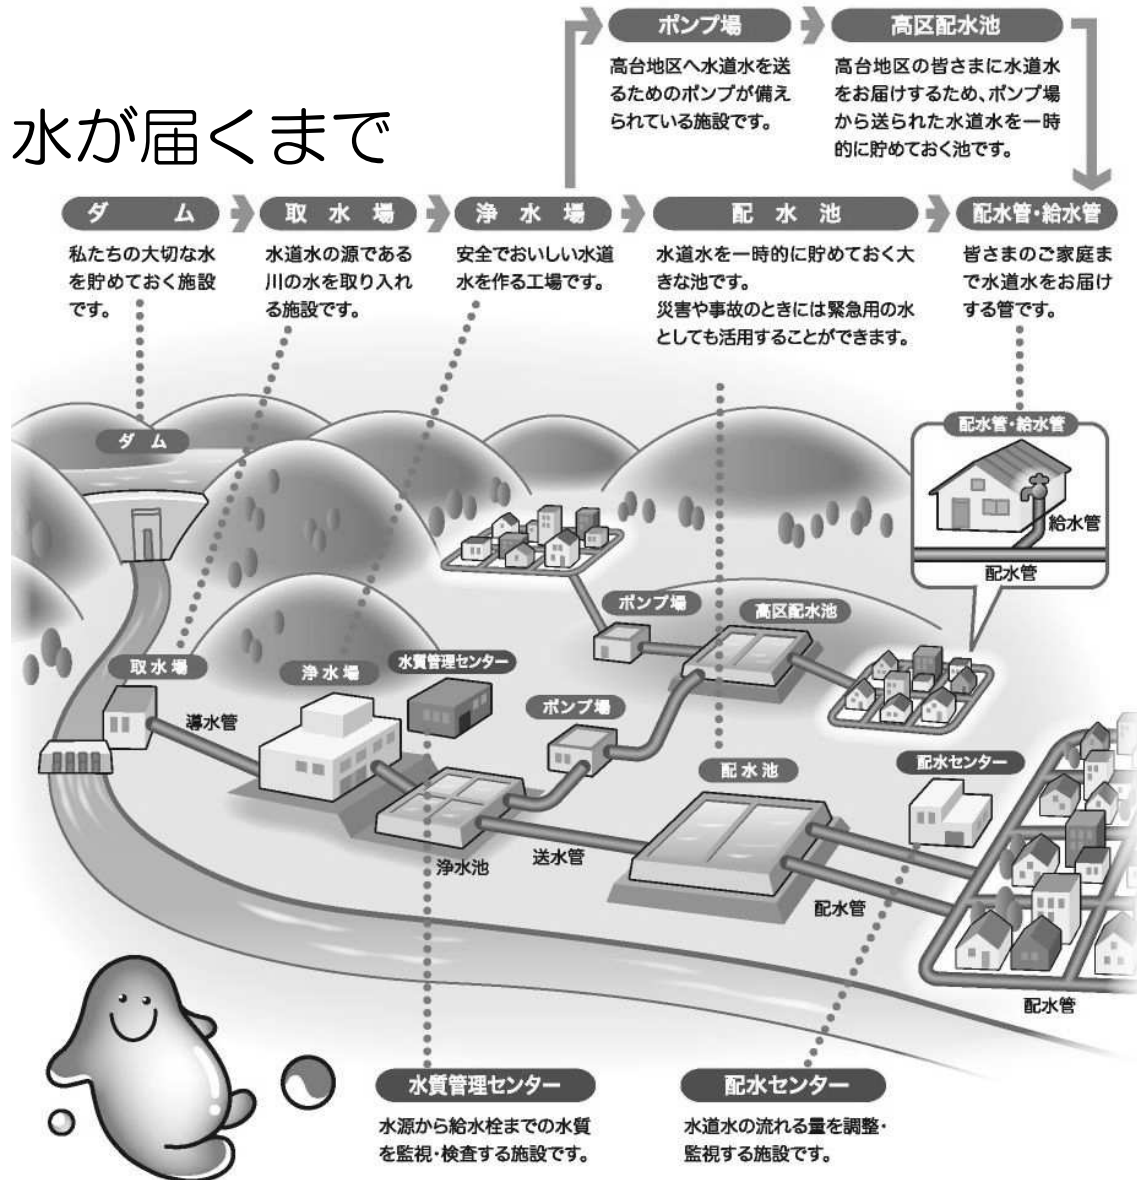 水が届くまで
ポンプ場
高台地区へ水道水を送
るためのポンプが備え
られている施設です。
高区配水池
高台地区の皆さまに水道水
をお届けするため、ポンプ場
から送られた水道水を一時
的に貯めておく池です。
ダム
私たちの大切な水
を貯めておく施設
です。
取水場
水道水の源である
川の水を取り入れ
る施設です。
浄水場
安全でおいしい水道
水を作る工場です。
配水池
水道水を一時的に貯めておく大
きな池です。
災害や事故のときには緊急用の水
としても活用することができます。
配水管・給水管
皆さまのご家庭ま
で水道水をお届け
する管です。
ダム
配水管・給水管
給水管
配水管
ポンプ場
高区配水池
取水場
浄水場
水質管理センター
導水管
ポンプ場
配水池
配水センター
浄水池
送水管
配水管
配水管
水質管理センター
水源から給水栓までの水質
を監視・検査する施設です。
配水センター
水道水の流れる量を調整・
監視する施設です。